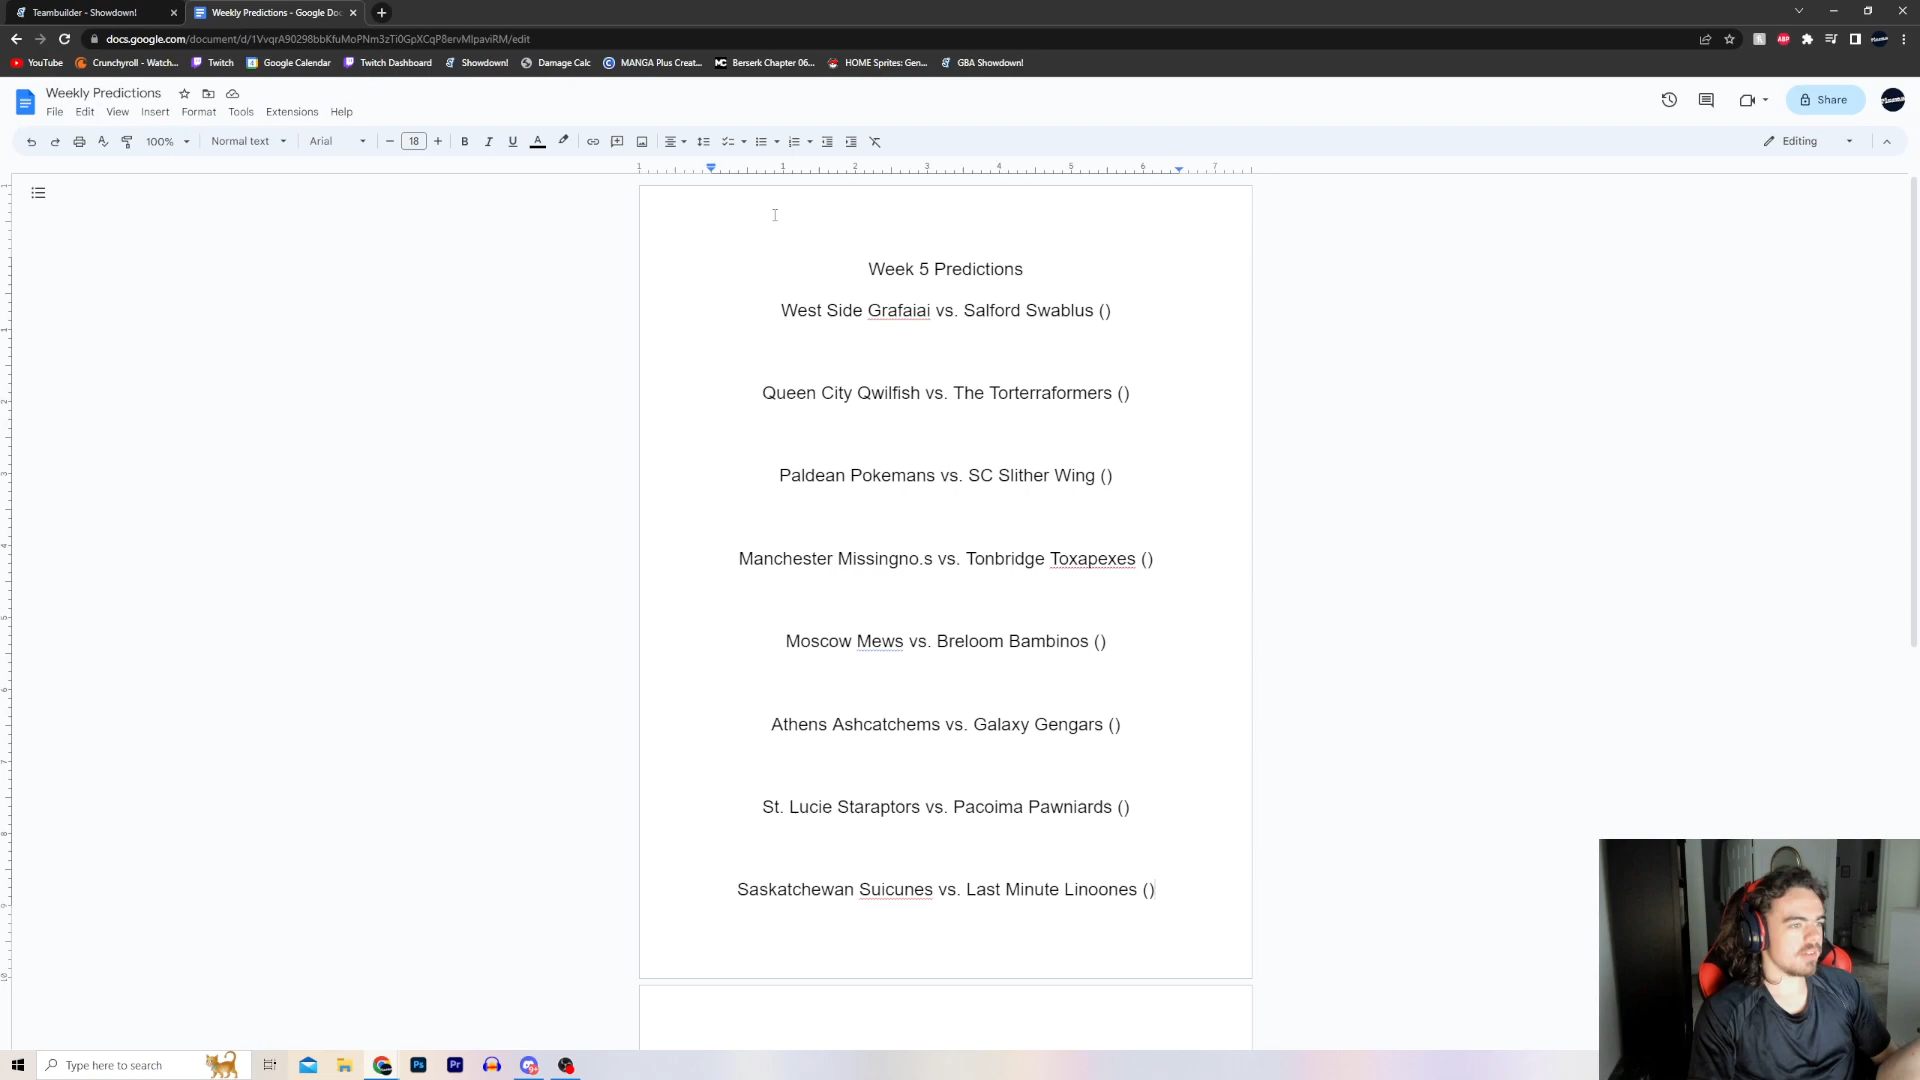 Teambuilder - Showdown!
Weekly Predictions - Google Doc
docs.google.com/document/d/1VvqrA90298bbKfuMoPNm3zTi0GpXCqP8ervMlpaviRM/edit
YouTube
Crunchyroll - Watch...
Twitch
Google Calendar
Twitch Dashboard
Showdown!
Damage Calc
MANGA Plus Creat...
Berserk Chapter 06...
HOME Sprites: Gen...
GBA Showdown!
Weekly Predictions
File Edit View Insert Format Tools Extensions Help
Share
100% Normal text Arial 18
Editing
Week 5 Predictions
West Side Grafaiai vs. Salford Swablus ()
Queen City Qwilfish vs. The Torterraformers ()
Paldean Pokemans vs. SC Slither Wing ()
Manchester Missingno.s vs. Tonbridge Toxapexes ()
Moscow Mews vs. Breloom Bambinos ()
Athens Ashcatchems vs. Galaxy Gengars ()
St. Lucie Staraptors vs. Pacoima Pawniards ()
Saskatchewan Suicunes vs. Last Minute Linoones ()
Type here to search